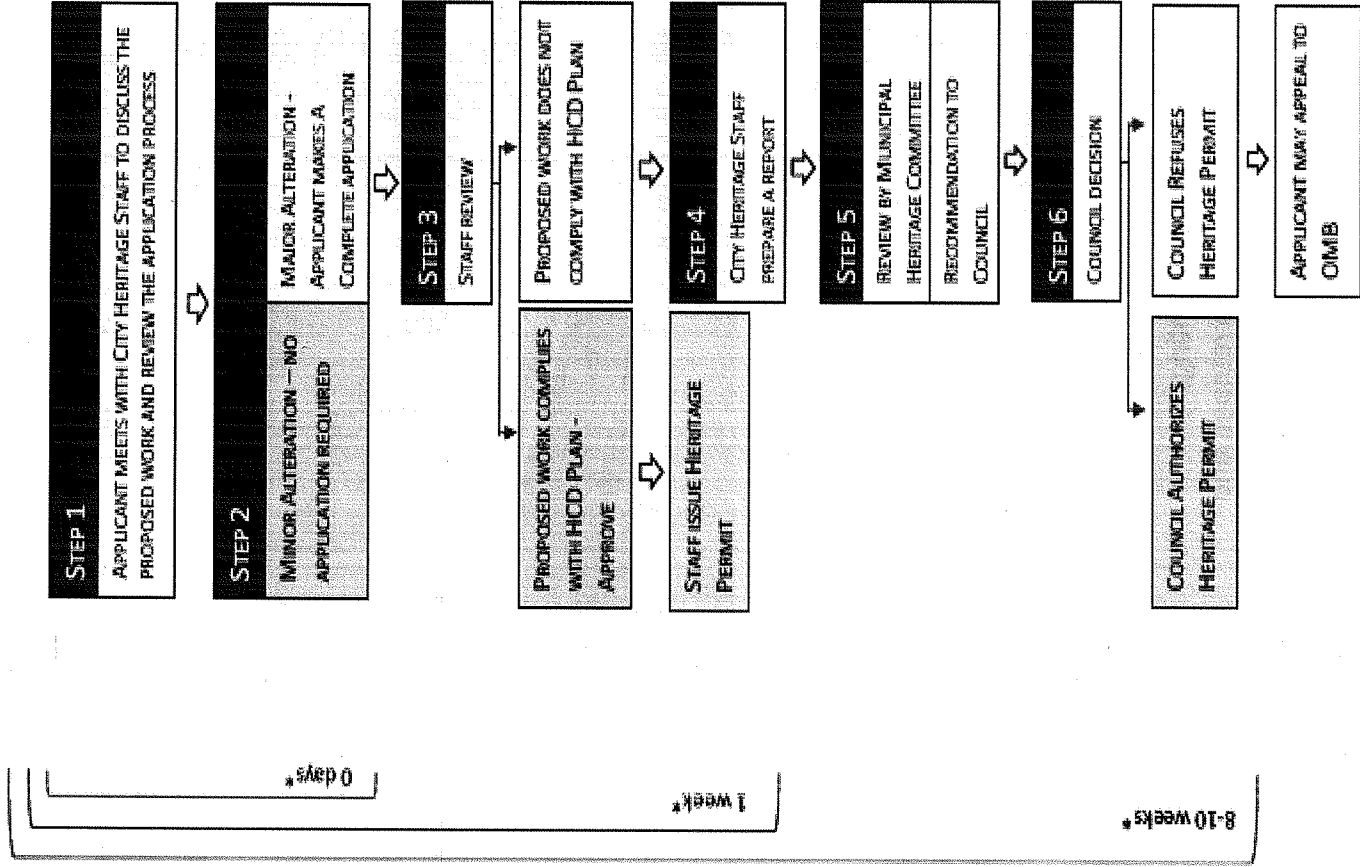 STEP 1
APPLICANT MEETS WITH CITY HERITAGE STAFF TO DISCUSS THE
PROPOSED WORK AND REVIEW THE APPLICATION PROCESS
STEP 2
MINOR ALTERATION – NO
APPLICATION REQUIRED
MAJOR ALTERATION -
APPLICANT MAKES A
COMPLETE APPLICATION
STEP 3
STAFF REVIEW
PROPOSED WORK COMPLIES
WITH HCD PLAN -
APPROVE
PROPOSED WORK DOES NOT
COMPLY WITH HCD PLAN
STAFF ISSUE HERITAGE
PERMIT
STEP 4
CITY HERITAGE STAFF
PREPARE A REPORT
STEP 5
REVIEW BY MUNICIPAL
HERITAGE COMMITTEE
RECOMMENDATION TO
COUNCIL
STEP 6
COUNCIL DECISION
COUNCIL AUTHORIZES
HERITAGE PERMIT
COUNCIL REFUSES
HERITAGE PERMIT
APPLICANT MAY APPEAL TO
OMB
0 days*
1 week*
8-10 weeks*